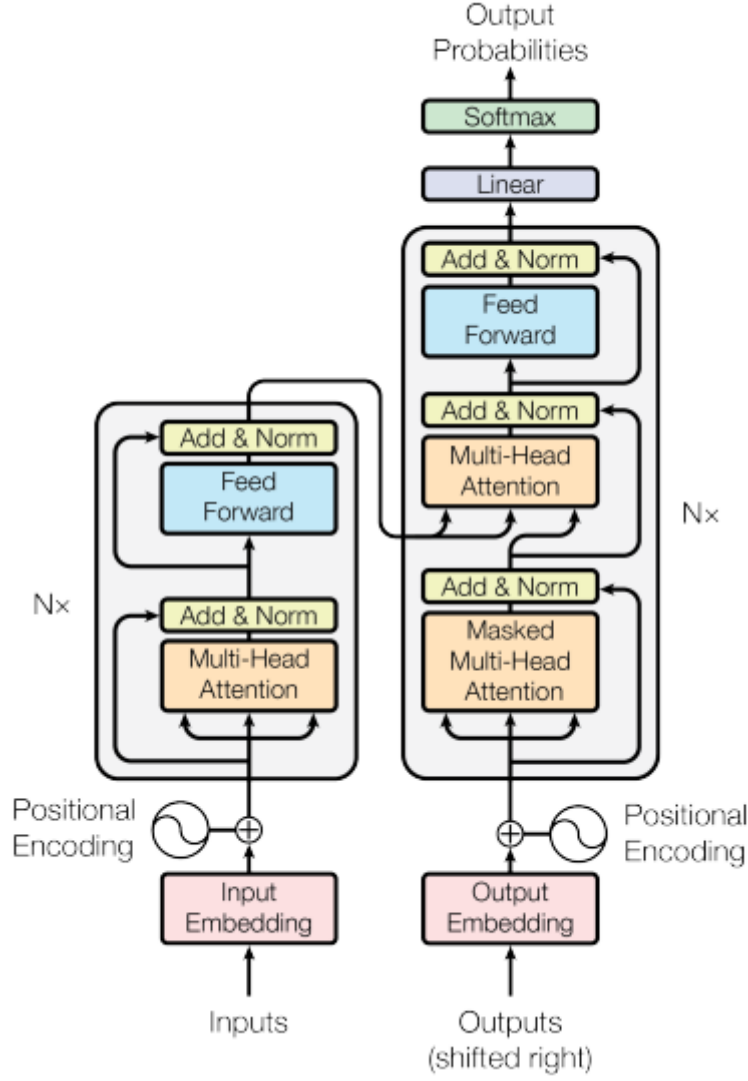 Output
Probabilities
Softmax
Linear
Add & Norm
Feed
Forward
Add & Norm
Multi-Head
Attention
Nx
Add & Norm
Masked
Multi-Head
Attention
Add & Norm
Feed
Forward
Nx
Add & Norm
Multi-Head
Attention
Positional
Encoding
Positional
Encoding
Input
Embedding
Output
Embedding
Inputs
Outputs
(shifted right)